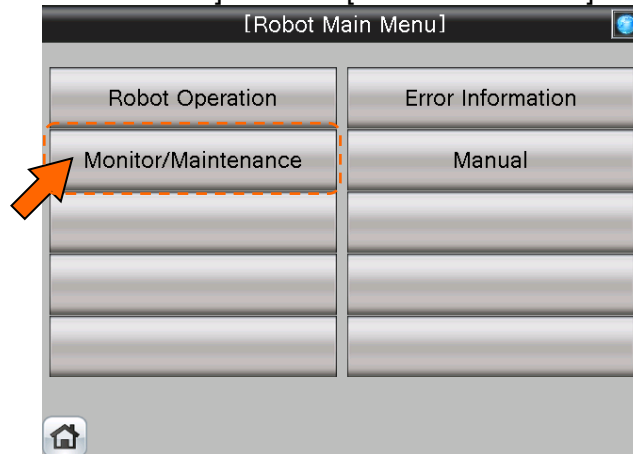 [Robot Main Menu]
Robot Operation
Error Information
Monitor/Maintenance
Manual